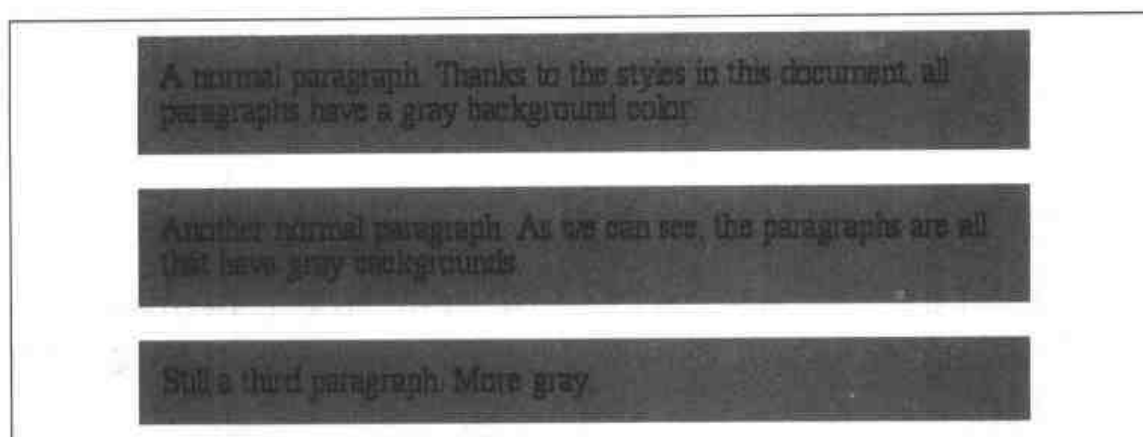 A normal paragraph. Thanks to the styles in this document, all
paragraphs have a gray background color.
Another normal paragraph. As we can see, the paragraphs are all
that have gray backgrounds.
Still a third paragraph. More gray.